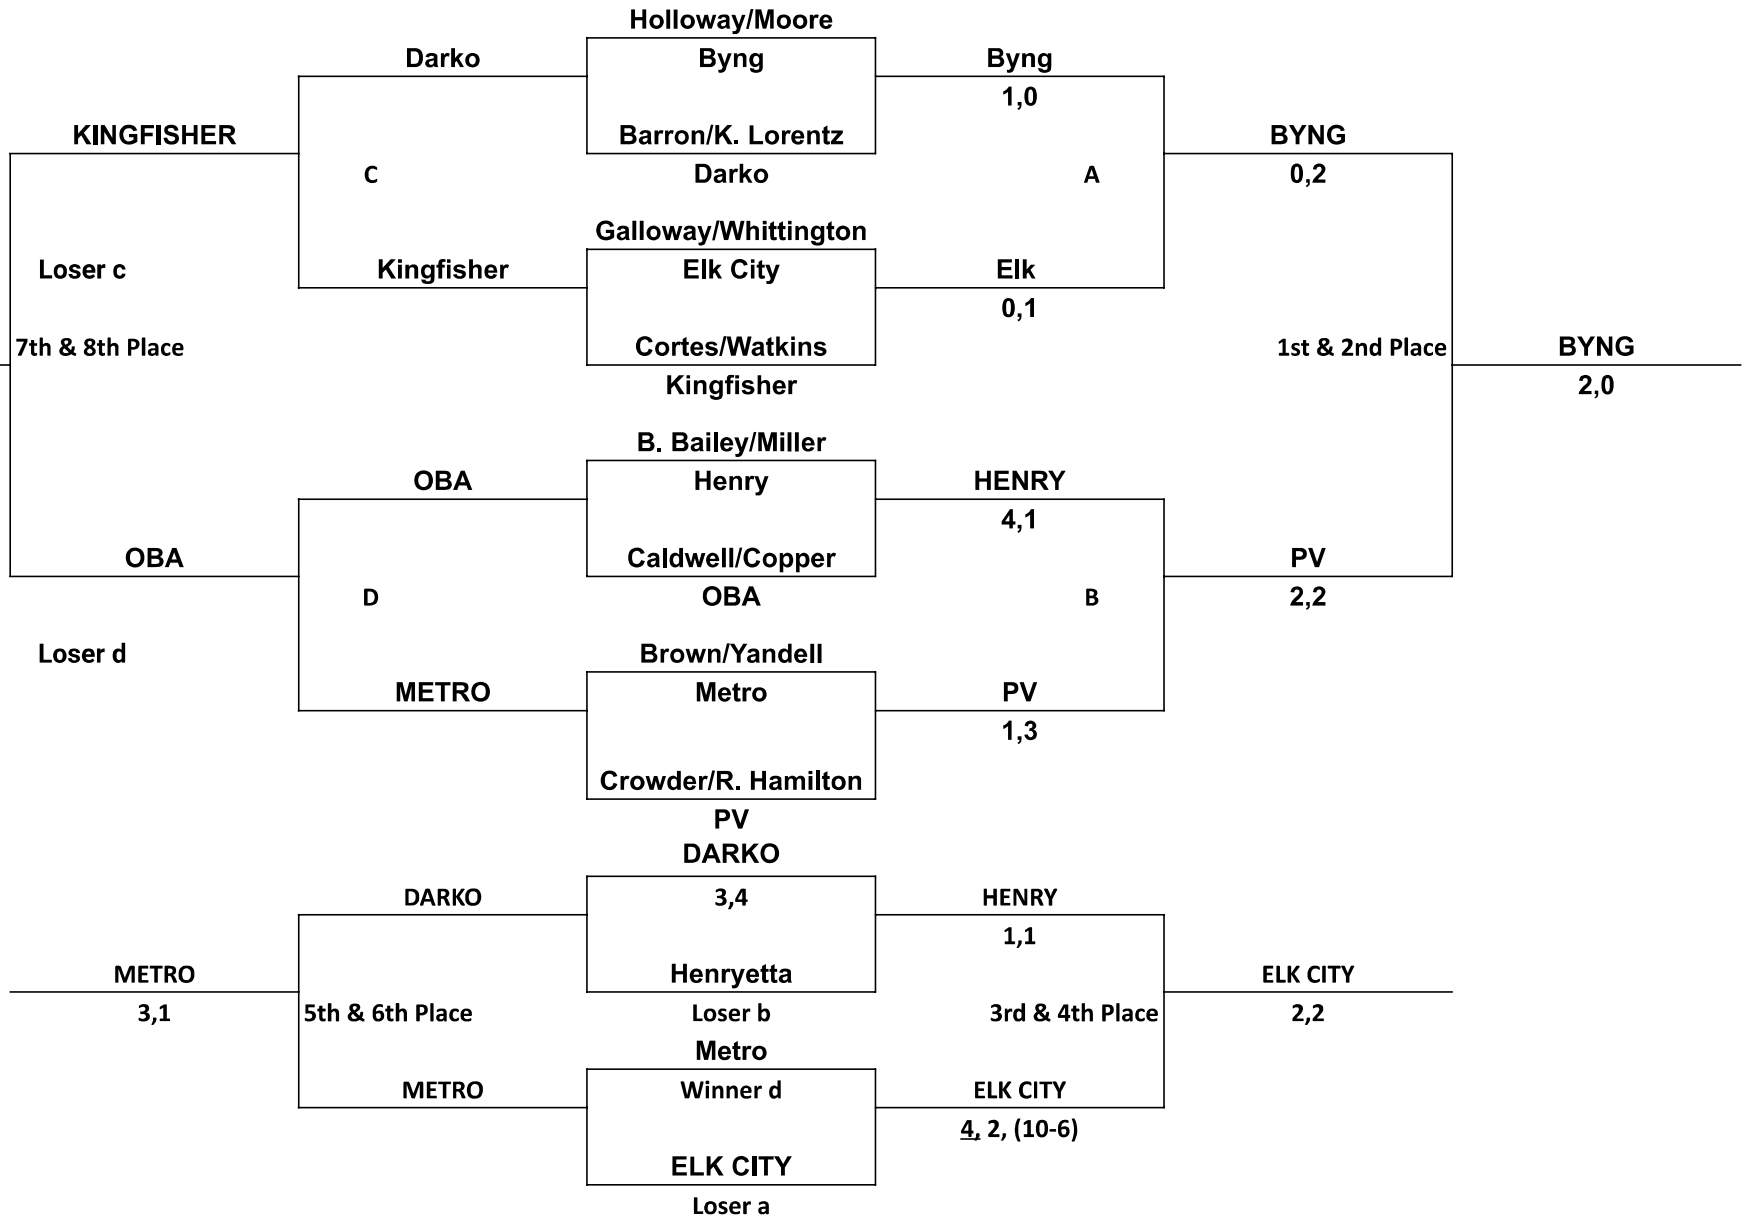 Holloway/Moore
Darko
Byng
Byng
1,0
KINGFISHER
Barron/K. Lorentz
BYNG
C
Darko
A
0,2
Galloway/Whittington
Loser c
Kingfisher
Elk City
Elk
0,1
7th & 8th Place
Cortes/Watkins
1st & 2nd Place
BYNG
Kingfisher
2,0
B. Bailey/Miller
OBA
Henry
HENRY
4,1
OBA
Caldwell/Copper
PV
D
OBA
B
2,2
Loser d
Brown/Yandell
METRO
Metro
PV
1,3
Crowder/R. Hamilton
PV
DARKO
DARKO
3,4
HENRY
1,1
METRO
Henryetta
ELK CITY
3,1
5th & 6th Place
Loser b
3rd & 4th Place
2,2
Metro
METRO
Winner d
ELK CITY
4, 2, (10-6)
ELK CITY
Loser a